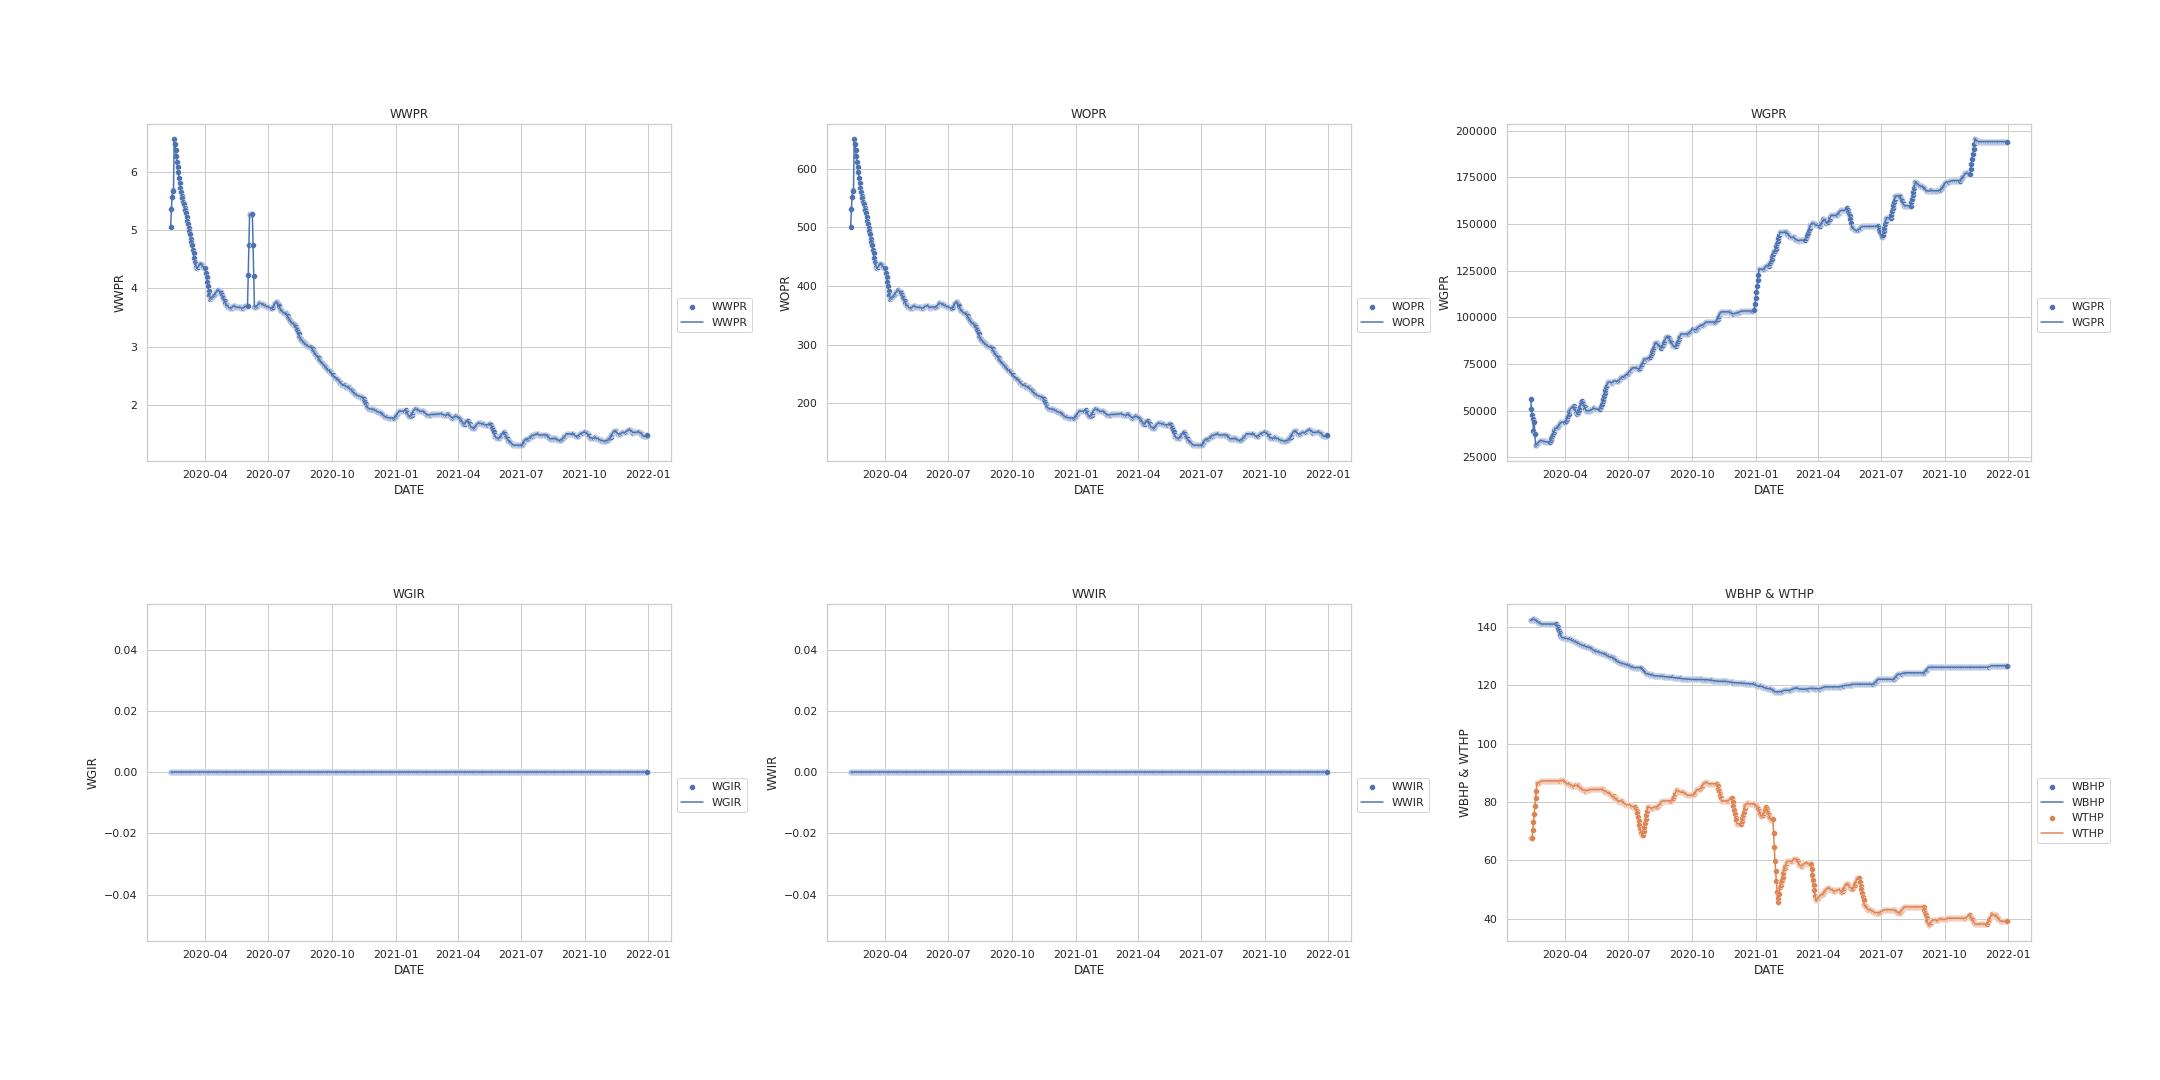 WWPR
WWPR
6
5
4
3
2
2020-04 2020-07 2020-10 2021-01 2021-04 2021-07 2021-10 2022-01
DATE
WWPR
WWPR
WOPR
WOPR
600
500
400
300
200
2020-04 2020-07 2020-10 2021-01 2021-04 2021-07 2021-10 2022-01
DATE
WOPR
WOPR
WGPR
WGPR
200000
175000
150000
125000
100000
75000
50000
25000
2020-04 2020-07 2020-10 2021-01 2021-04 2021-07 2021-10 2022-01
DATE
WGPR
WGPR
WGIR
WGIR
0.04
0.02
0.00
−0.02
−0.04
2020-04 2020-07 2020-10 2021-01 2021-04 2021-07 2021-10 2022-01
DATE
WGIR
WGIR
WWIR
WWIR
0.04
0.02
0.00
−0.02
−0.04
2020-04 2020-07 2020-10 2021-01 2021-04 2021-07 2021-10 2022-01
DATE
WWIR
WWIR
WBHP & WTHP
WBHP & WTHP
140
120
100
80
60
40
2020-04 2020-07 2020-10 2021-01 2021-04 2021-07 2021-10 2022-01
DATE
WBHP
WBHP
WTHP
WTHP